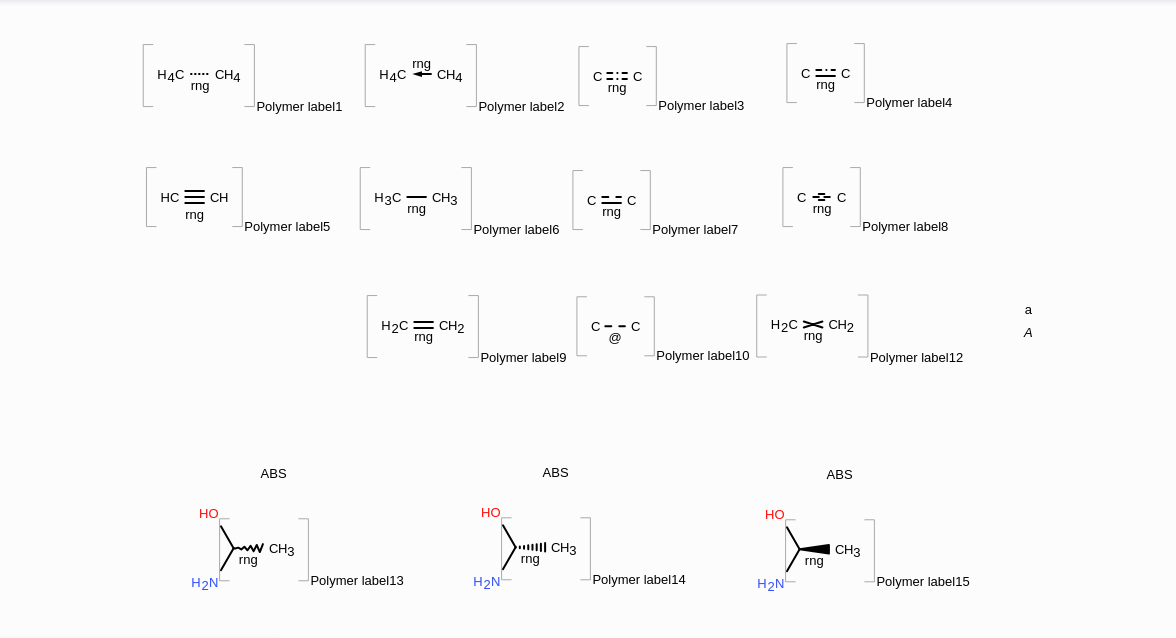 H4C CH4
rng
Polymer label1
rng
H4C CH4
Polymer label2
C C
rng
Polymer label3
C C
rng
Polymer label4
HC CH
rng
Polymer label5
H3C CH3
rng
Polymer label6
C C
rng
Polymer label7
C C
rng
Polymer label8
H2C CH2
rng
Polymer label9
C C
@
Polymer label10
H2C CH2
rng
Polymer label12
a
A
ABS
HO
CH3
rng
H2N
Polymer label13
ABS
HO
CH3
rng
H2N
Polymer label14
ABS
HO
CH3
rng
H2N
Polymer label15